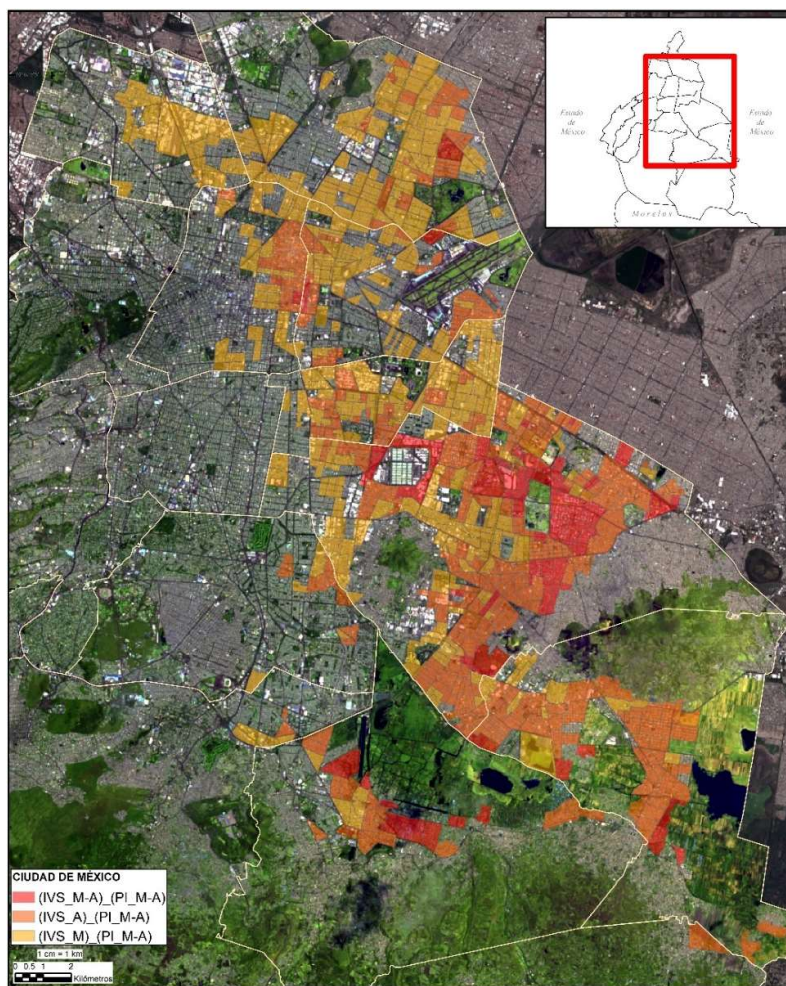 Estado
de
México
Estado
de
México
Morelos
CIUDAD DE MÉXICO
(IVS_M-A)_(PI_M-A)
(IVS_A)_(PI_M-A)
(IVS_M)_(PI_M-A)
1 cm = 1 km
0 0.5 1 2
Kilómetros